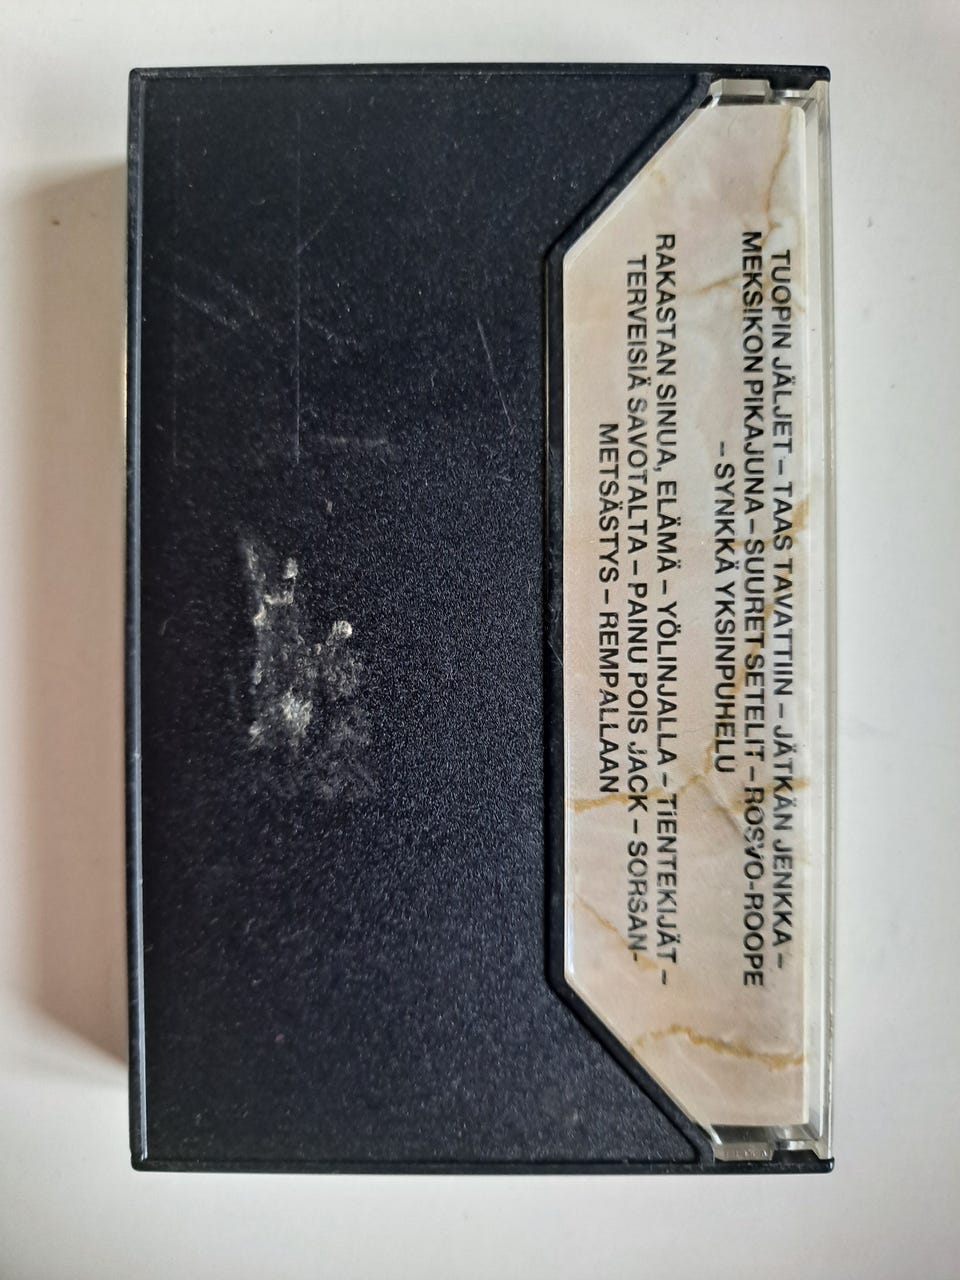 TUOPIN JÄLJET – TAAS TAVATTIIN – JÄTKÄN JENKKA –
MEKSIKON PIKAJUNA – SUURET SETELIT – ROSVO-ROOPE
– SYNKKÄ YKSINPUHELU
RAKASTAN SINUA, ELÄMÄ – YÖLINJALLA – TIENTEKIJÄT –
TERVEISIÄ SAVOTALTA – PAINU POIS JACK – SORSAN-
METSÄSTYS – REMPALLAAN